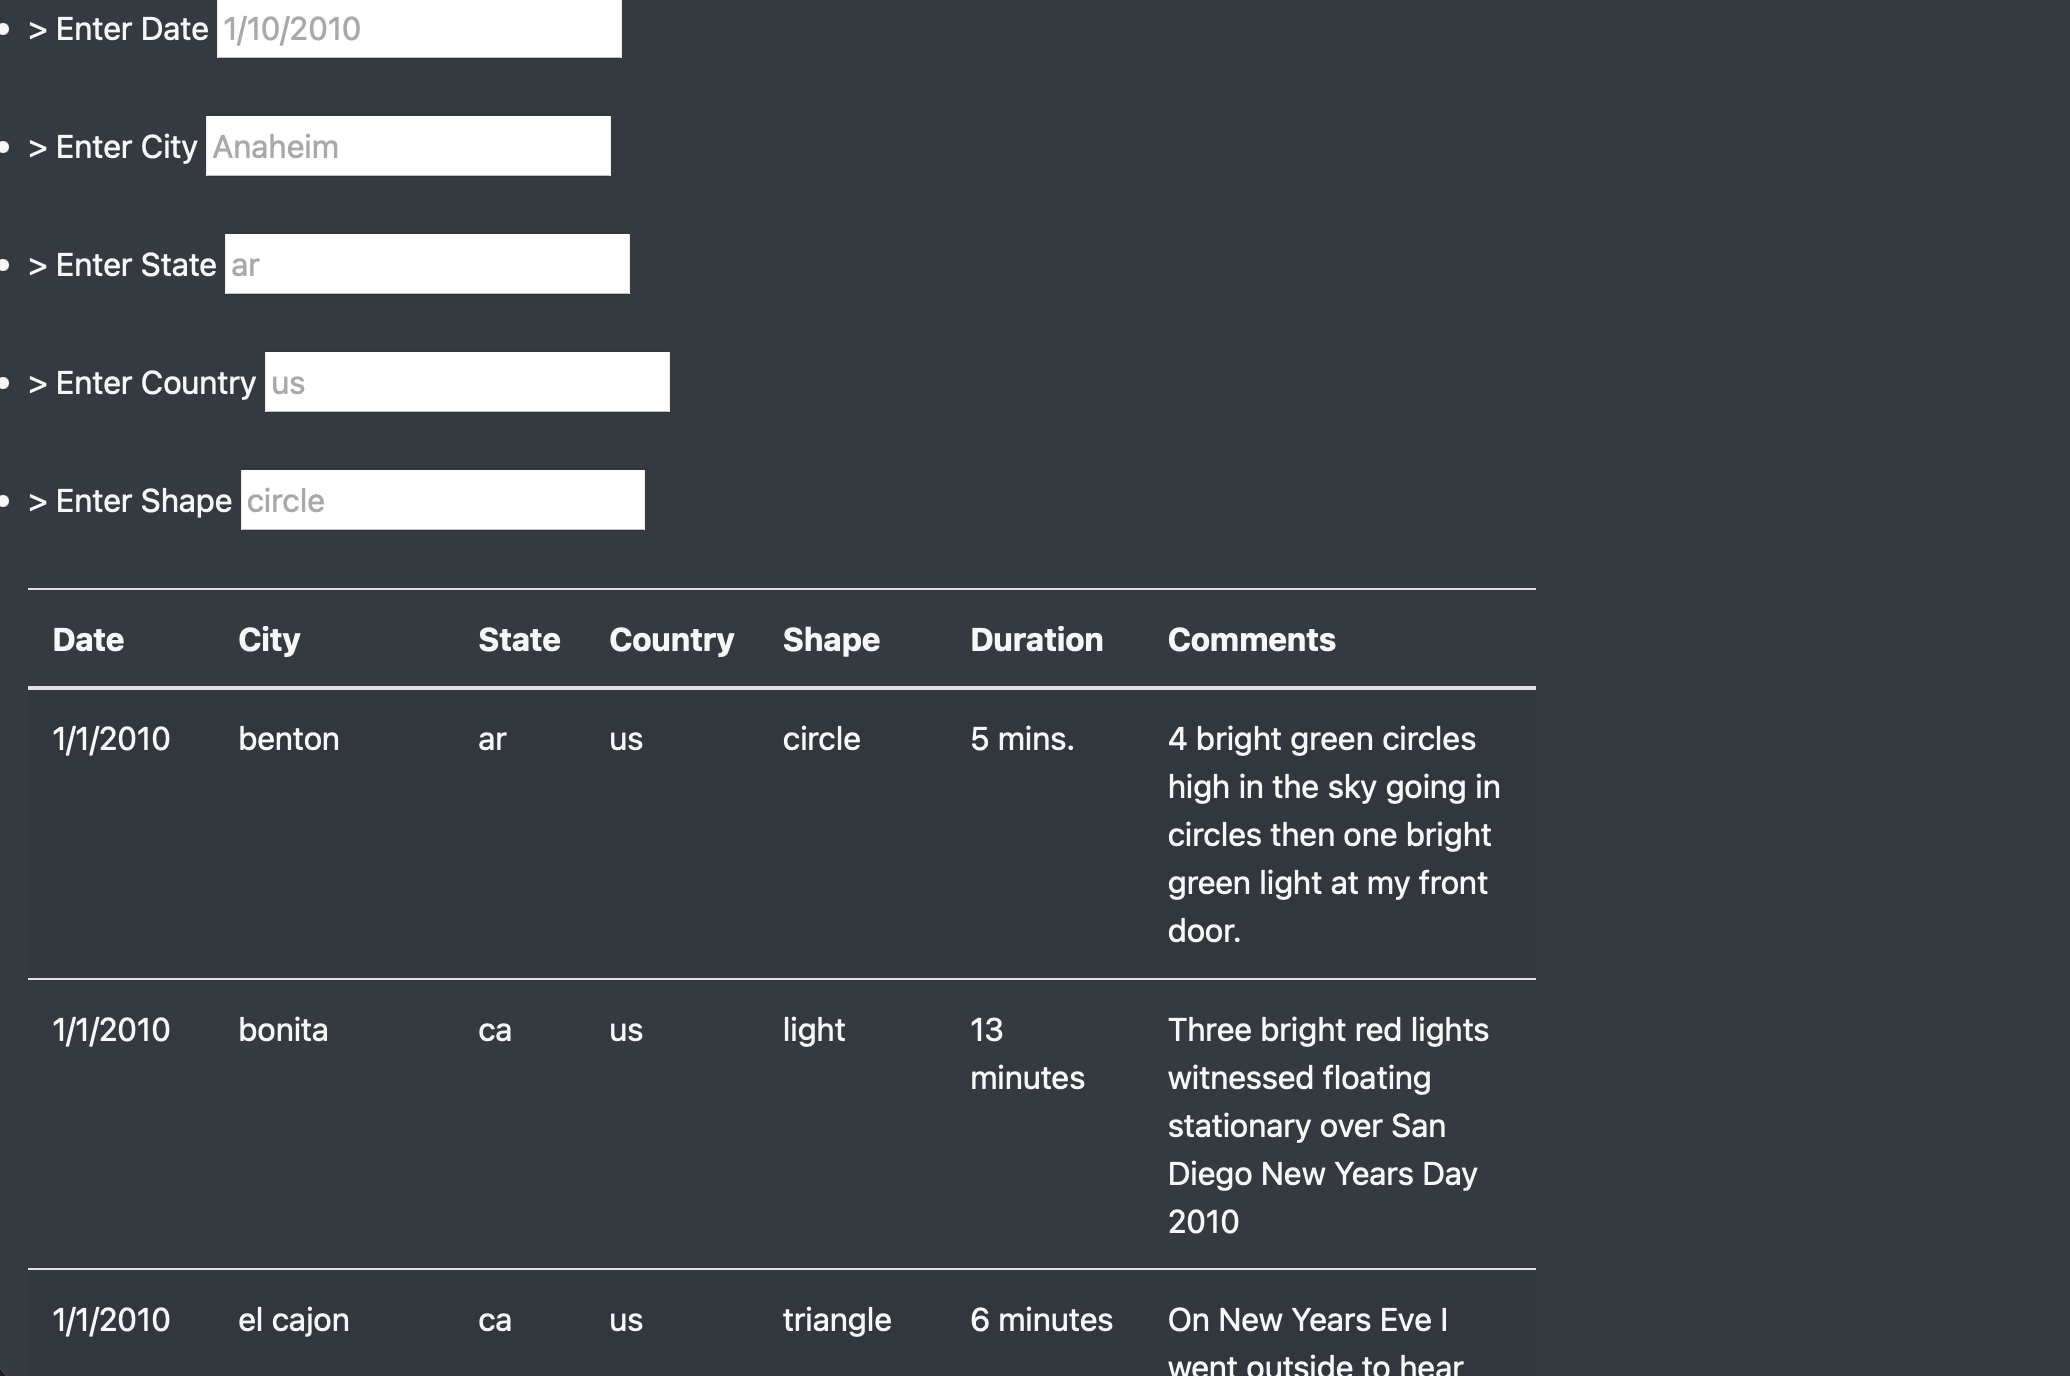 > Enter Date 1/10/2010
> Enter City Anaheim
> Enter State ar
> Enter Country us
> Enter Shape circle
Date City State Country Shape Duration Comments
1/1/2010 benton ar us circle 5 mins. 4 bright green circles
high in the sky going in
circles then one bright
green light at my front
door.
1/1/2010 bonita ca us light 13 Three bright red lights
minutes witnessed floating
stationary over San
Diego New Years Day
2010
1/1/2010 el cajon ca us triangle 6 minutes On New Years Eve I
went outside to hear